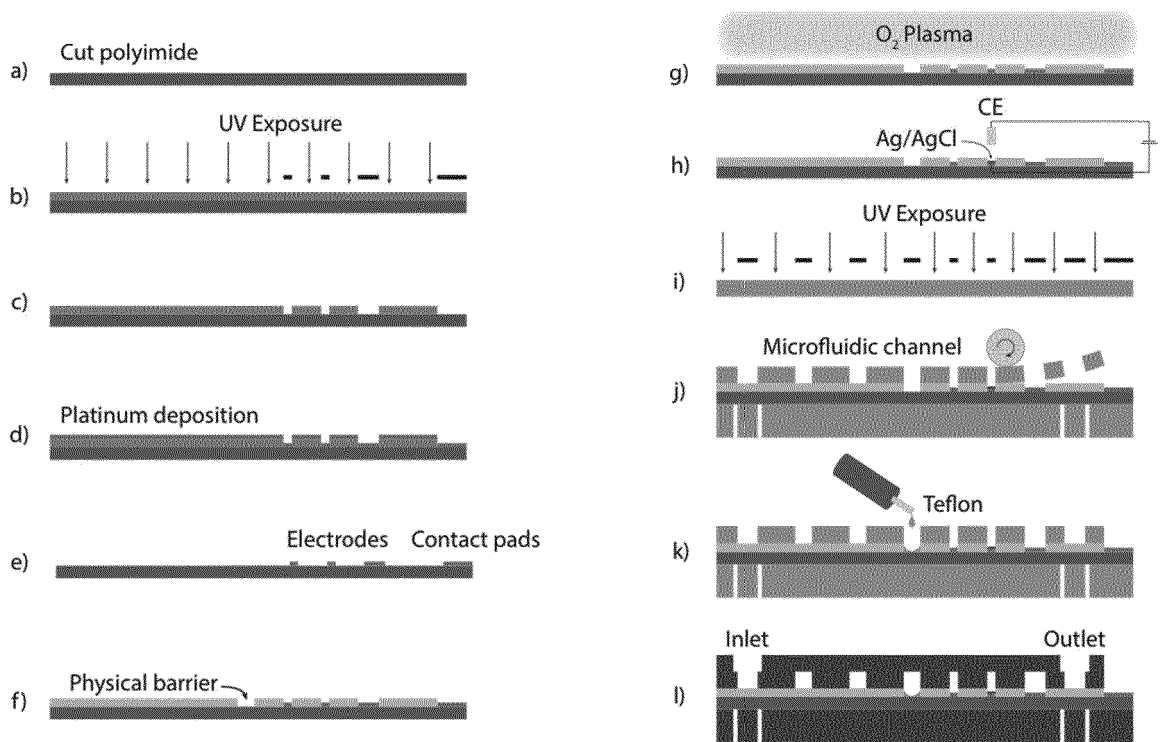 Cut polyimide
a)
UV Exposure
b)
c)
Platinum deposition
d)
Electrodes Contact pads
e)
Physical barrier
f)
O₂ Plasma
g)
CE
Ag/AgCl
h)
UV Exposure
i)
Microfluidic channel
j)
Teflon
k)
Inlet Outlet
l)